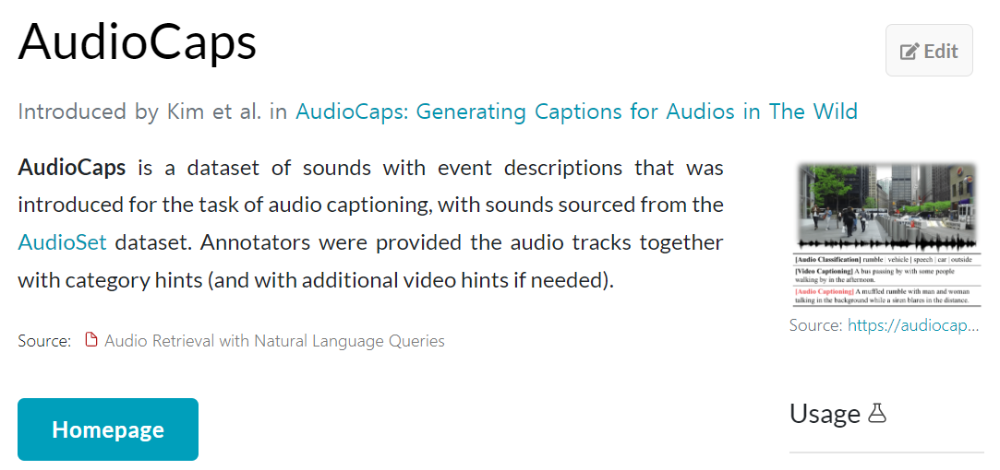 AudioCaps
Edit
Introduced by Kim et al. in AudioCaps: Generating Captions for Audios in The Wild
AudioCaps is a dataset of sounds with event descriptions that was
introduced for the task of audio captioning, with sounds sourced from the
AudioSet dataset. Annotators were provided the audio tracks together
with category hints (and with additional video hints if needed).
Source: Audio Retrieval with Natural Language Queries
Homepage
[Audio Classification] rumble | vehicle | speech | car | outside
[Video Captioning] A bus passing by with some people
walking by in the afternoon.
[Audio Captioning] A muffled rumble with man and woman
talking in the background while a siren blares in the distance.
Source: https://audiocap...
Usage